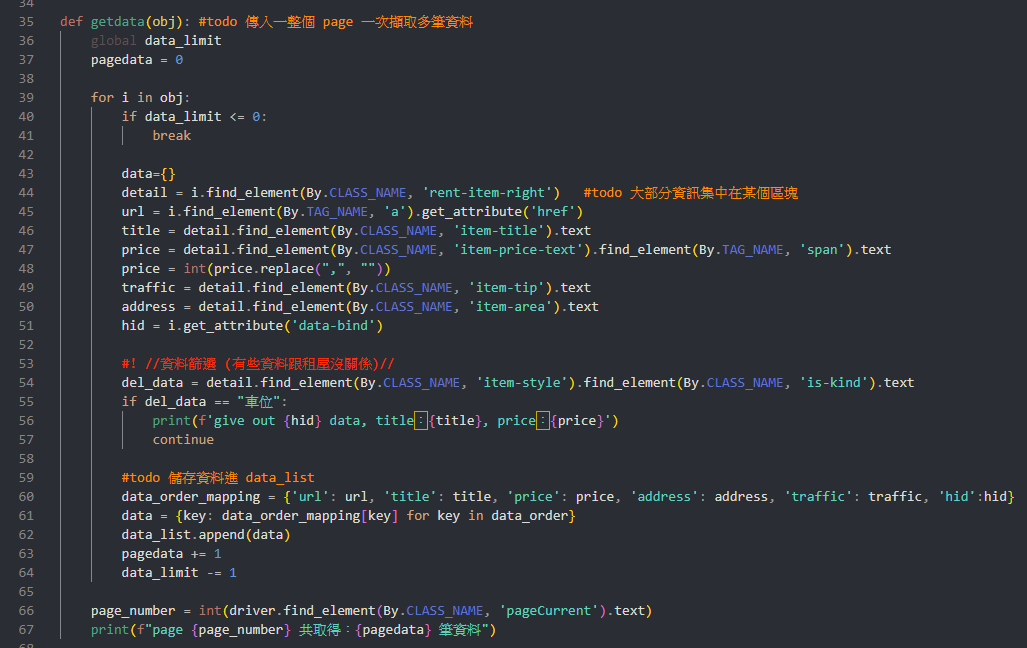 34
35 def getdata(obj): #todo 傳入一整個 page 一次擷取多筆資料
36     global data_limit
37     pagedata = 0
38
39     for i in obj:
40         if data_limit <= 0:
41             break
42
43         data={}
44         detail = i.find_element(By.CLASS_NAME, 'rent-item-right')   #todo 大部分資訊集中在某個區塊
45         url = i.find_element(By.TAG_NAME, 'a').get_attribute('href')
46         title = detail.find_element(By.CLASS_NAME, 'item-title').text
47         price = detail.find_element(By.CLASS_NAME, 'item-price-text').find_element(By.TAG_NAME, 'span').text
48         price = int(price.replace(",", ""))
49         traffic = detail.find_element(By.CLASS_NAME, 'item-tip').text
50         address = detail.find_element(By.CLASS_NAME, 'item-area').text
51         hid = i.get_attribute('data-bind')
52
53         #! //資料篩選 (有些資料跟租屋沒關係)//
54         del_data = detail.find_element(By.CLASS_NAME, 'item-style').find_element(By.CLASS_NAME, 'is-kind').text
55         if del_data == "車位":
56             print(f'give out {hid} data, title：{title}, price：{price}')
57             continue
58
59         #todo 儲存資料進 data_list
60         data_order_mapping = {'url': url, 'title': title, 'price': price, 'address': address, 'traffic': traffic, 'hid':hid}
61         data = {key: data_order_mapping[key] for key in data_order}
62         data_list.append(data)
63         pagedata += 1
64         data_limit -= 1
65
66     page_number = int(driver.find_element(By.CLASS_NAME, 'pageCurrent').text)
67     print(f"page {page_number} 共取得：{pagedata} 筆資料")
68